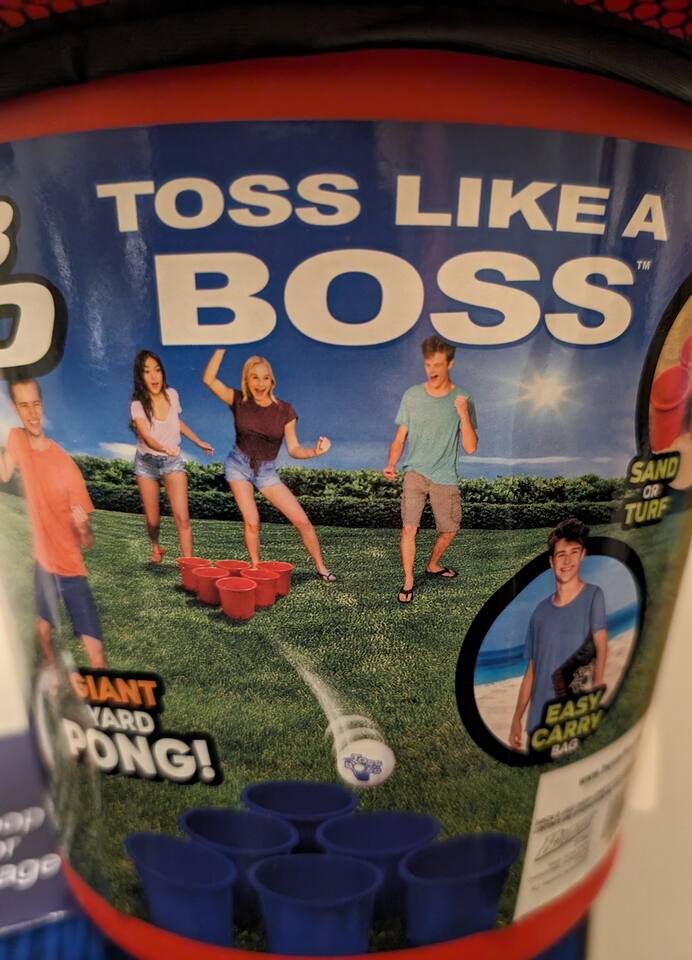 TOSS LIKE A
BOSS™
SAND
OR
TURF
GIANT
YARD
PONG!
EASY
CARRY
BAG